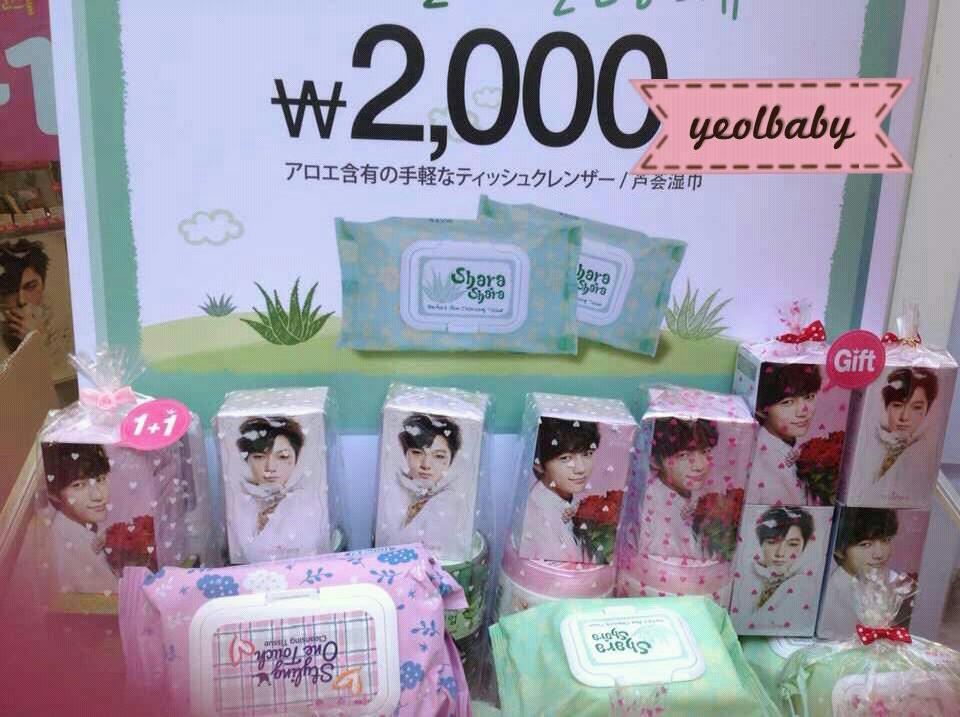 ₩2,000
yeolbaby
アロエ含有の手軽なティッシュクレンザー / 芦荟湿巾
Shara
Shara
Shara
Shara
Gift
1+1
Styling
One Touch
Cleansing Tissue
Shara
Shara